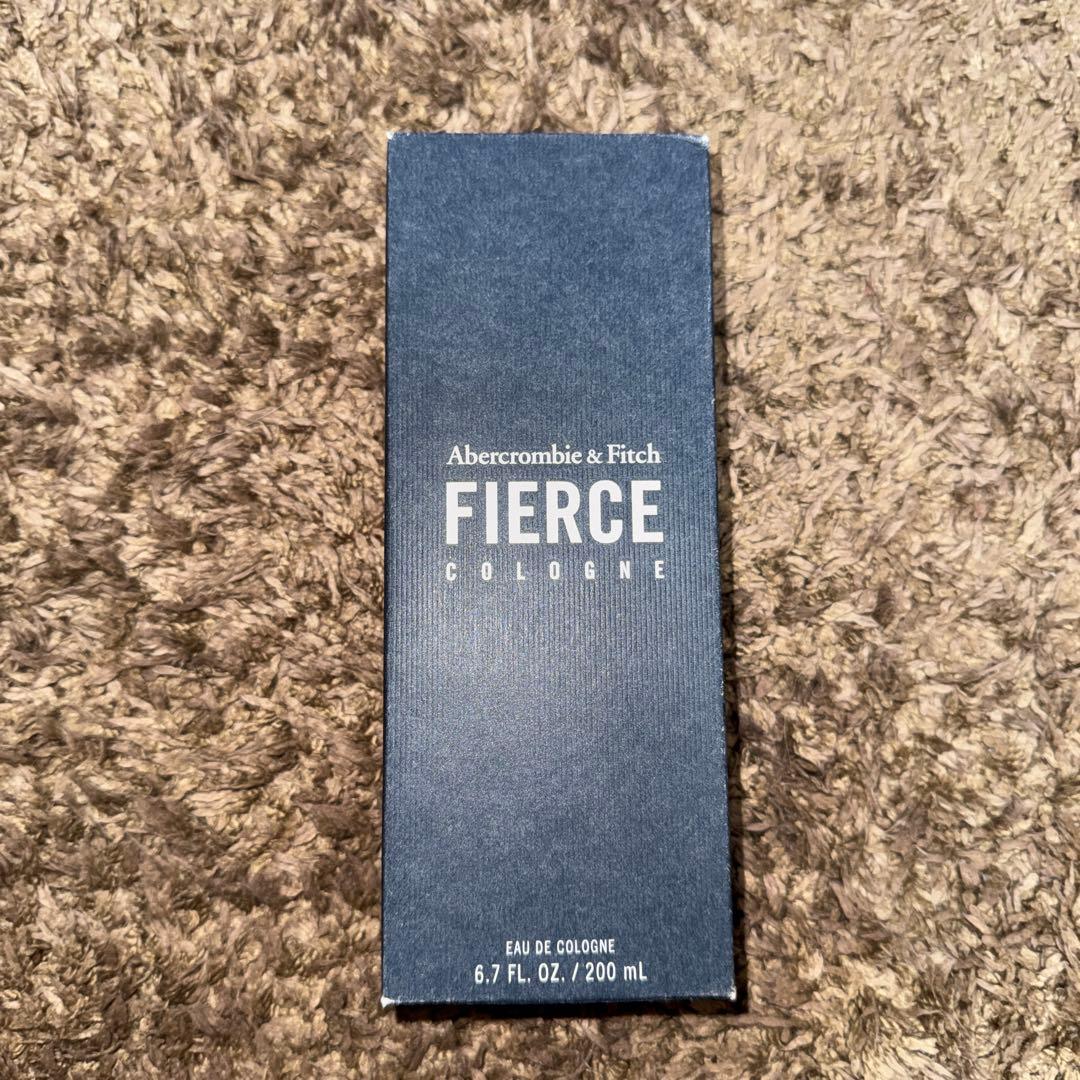 Abercrombie & Fitch
FIERCE
COLOGNE
EAU DE COLOGNE
6.7 FL. OZ. / 200 mL